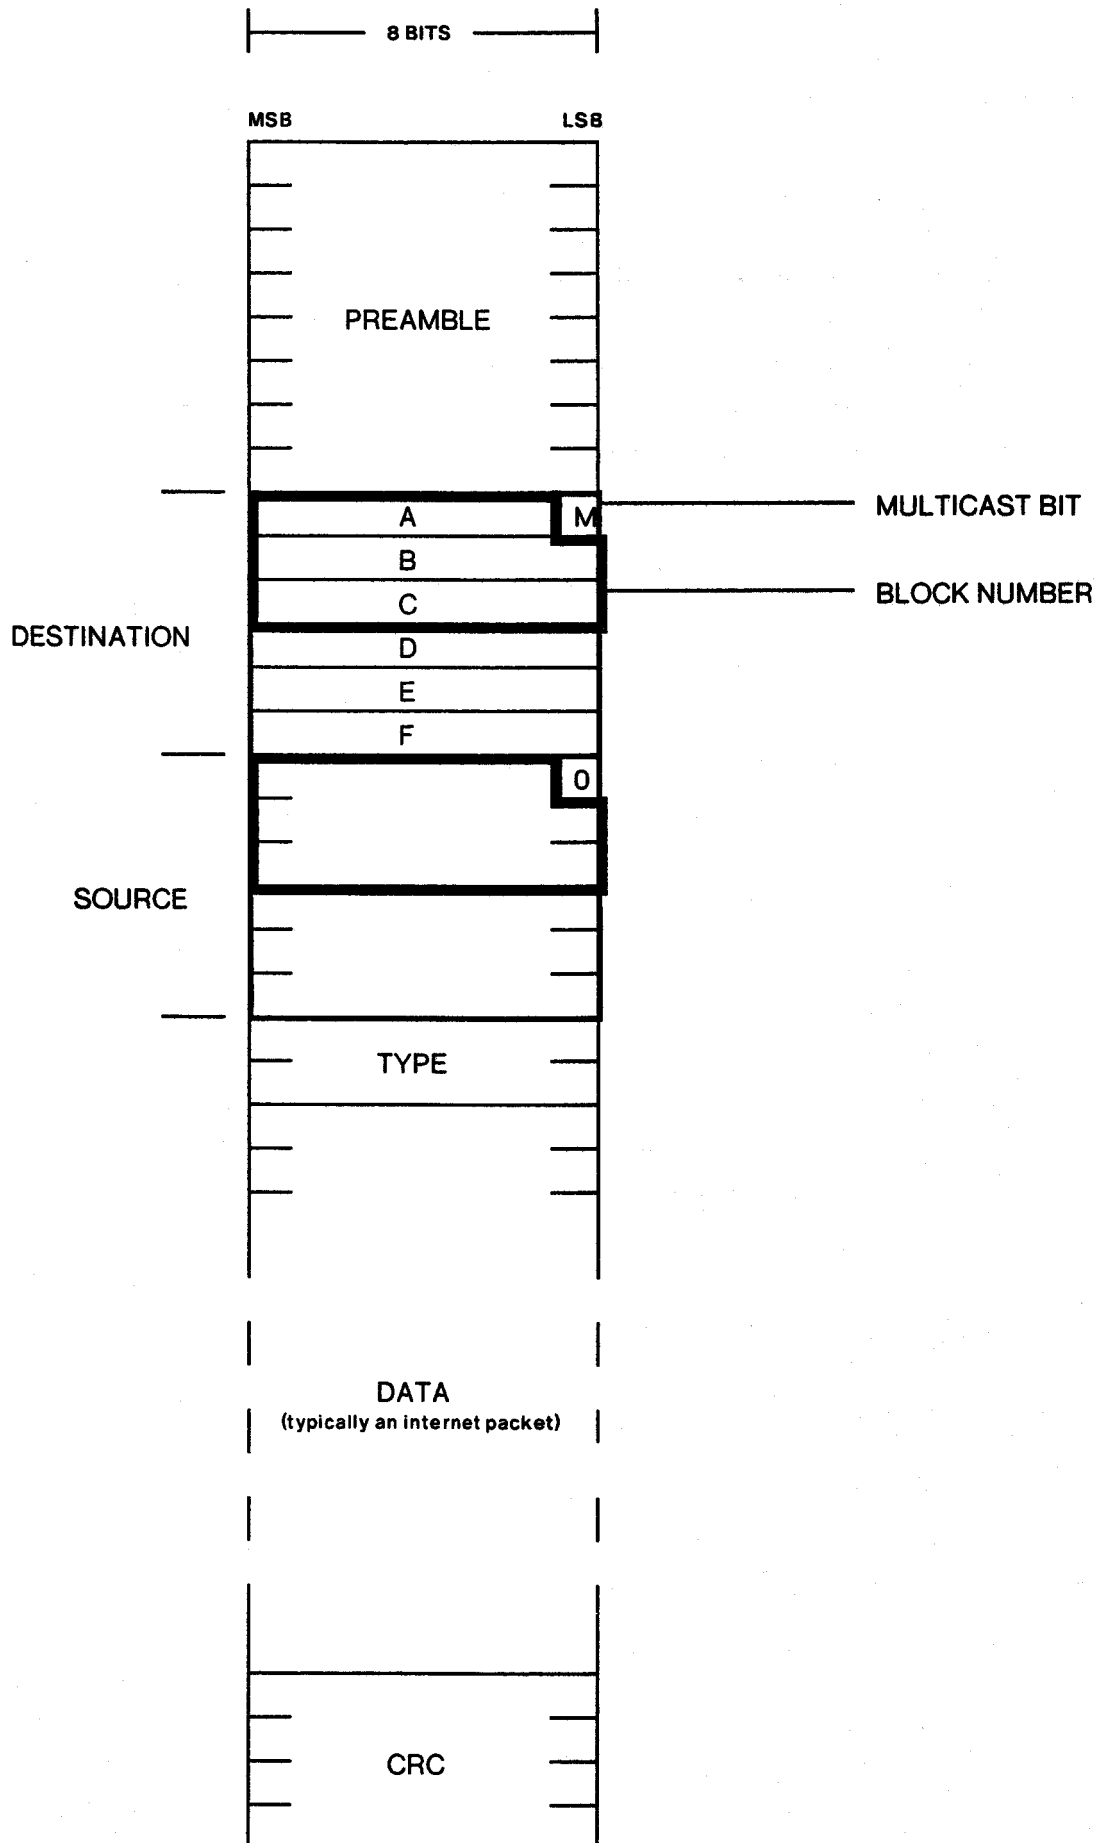 8 BITS
MSB LSB
PREAMBLE
A M MULTICAST BIT
B
C BLOCK NUMBER
DESTINATION D
E
F
0
SOURCE
TYPE
DATA
(typically an internet packet)
CRC